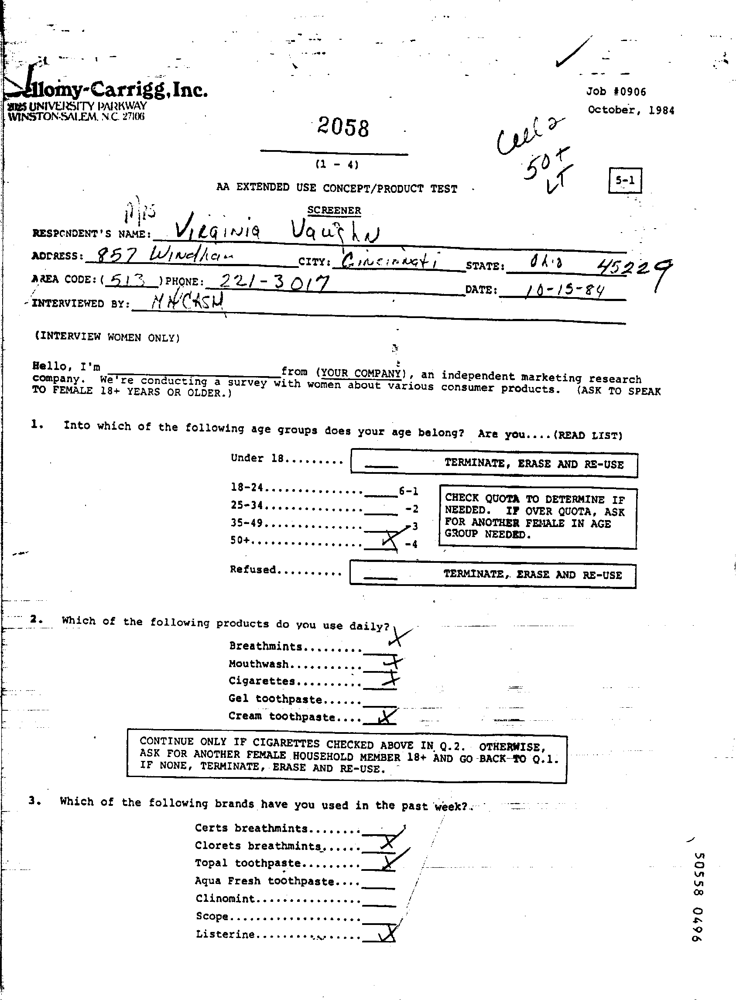 Bellomy-Carrigg, Inc.
2125 UNIVERSITY PARKWAY
WINSTON-SALEM, N.C. 27106
Job #0906
October, 1984
2058
(1 - 4)
Cell 2
50+
LT
5-1
AA EXTENDED USE CONCEPT/PRODUCT TEST
SCREENER
RESPONDENT'S NAME: Mrs Virginia Vaughn
ADDRESS: 857 Windham CITY: Cincinnati STATE: Ohio 45229
AREA CODE: (513) PHONE: 221-3017 DATE: 10-15-84
INTERVIEWED BY:
(INTERVIEW WOMEN ONLY)
Hello, I'm ____ from (YOUR COMPANY), an independent marketing research
company. We're conducting a survey with women about various consumer products. (ASK TO SPEAK
TO FEMALE 18+ YEARS OR OLDER.)
1. Into which of the following age groups does your age belong? Are you....(READ LIST)
Under 18......... ____ TERMINATE, ERASE AND RE-USE
18-24...............____6-1
25-34...............____ -2
35-49...............____ -3
50+.................X -4
CHECK QUOTA TO DETERMINE IF
NEEDED. IF OVER QUOTA, ASK
FOR ANOTHER FEMALE IN AGE
GROUP NEEDED.
Refused.......... ____ TERMINATE, ERASE AND RE-USE
2. Which of the following products do you use daily?
Breathmints.........X
Mouthwash...........X
Cigarettes..........X
Gel toothpaste......____
Cream toothpaste....X
CONTINUE ONLY IF CIGARETTES CHECKED ABOVE IN Q.2. OTHERWISE,
ASK FOR ANOTHER FEMALE HOUSEHOLD MEMBER 18+ AND GO BACK TO Q.1.
IF NONE, TERMINATE, ERASE AND RE-USE.
3. Which of the following brands have you used in the past week?
Certs breathmints........____
Clorets breathmints......X
Topal toothpaste.........X
Aqua Fresh toothpaste....____
Clinomint................____
Scope....................____
Listerine................X
50558 0496